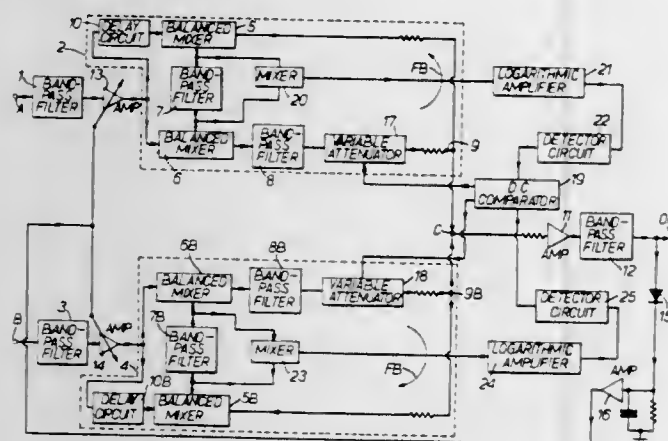 10
DELAY
CIRCUIT
BALANCED
MIXER
5
2
1
BAND-
PASS
FILTER
A
13
AMP
BAND-
PASS
FILTER
7
MIXER
20
FB
LOGARITHMIC
AMPLIFIER
21
BALANCED
MIXER
6
BAND-
PASS
FILTER
8
VARIABLE
ATTENUATOR
17
9
22
DETECTOR
CIRCUIT
D.C.
COMPARATOR
19
C
11
AMP
BAND-
PASS
FILTER
12
D
15
6B
BALANCED
MIXER
8B
BAND-
PASS
FILTER
VARIABLE
ATTENUATOR
18
9B
B
3
BAND-
PASS
FILTER
AMP
14
4
7B
BAND-
PASS
FILTER
MIXER
23
FB
DETECTOR
CIRCUIT
25
LOGARITHMIC
AMPLIFIER
24
10B
DELAY
CIRCUIT
BALANCED
MIXER
5B
AMP
16